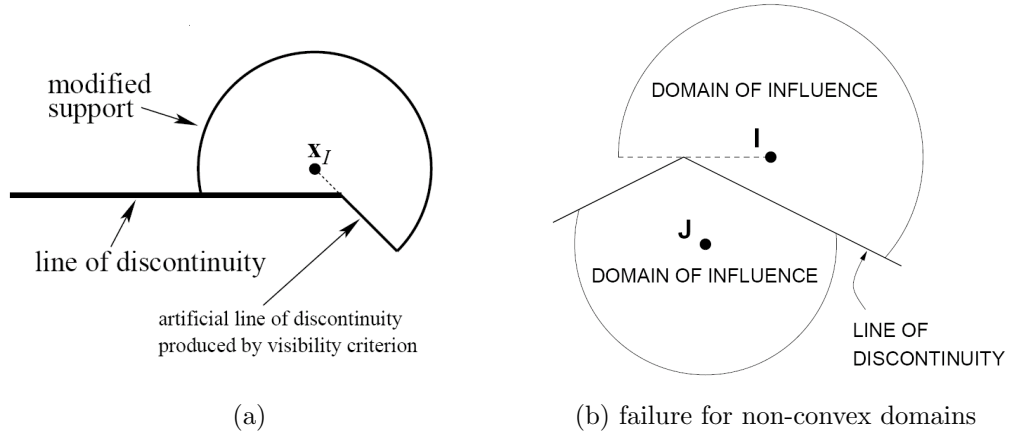 modified
support
x_I
line of discontinuity
artificial line of discontinuity
produced by visibility criterion
(a)
DOMAIN OF INFLUENCE
I
J
DOMAIN OF INFLUENCE
LINE OF
DISCONTINUITY
(b) failure for non-convex domains